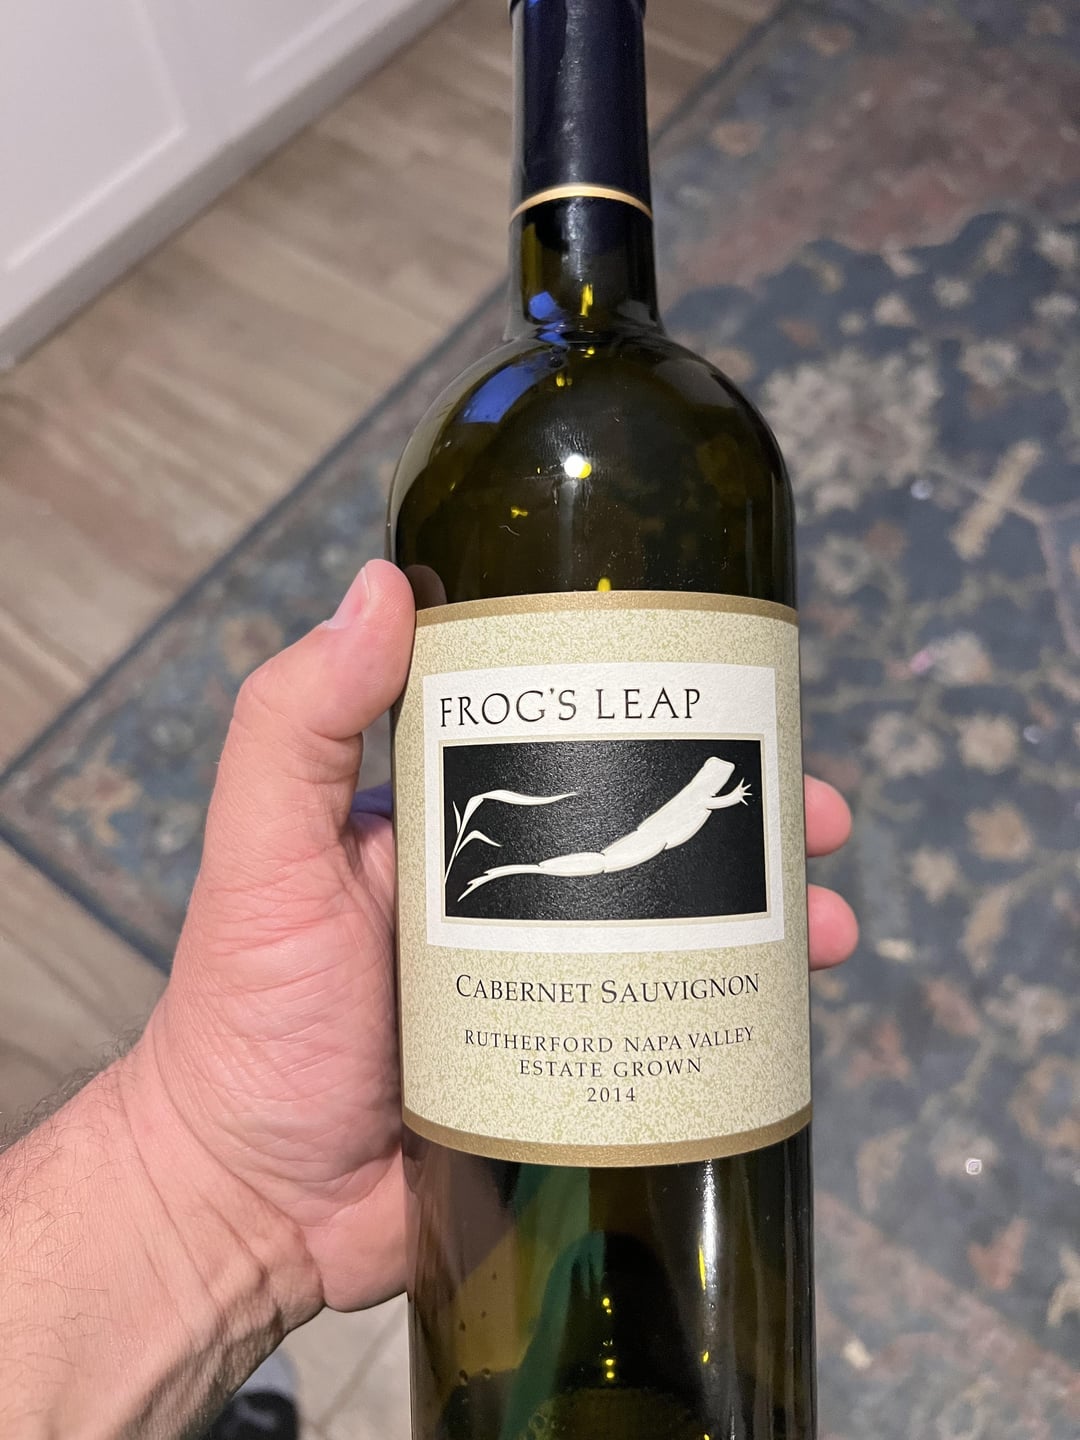 FROG'S LEAP
CABERNET SAUVIGNON
RUTHERFORD NAPA VALLEY
ESTATE GROWN
2014